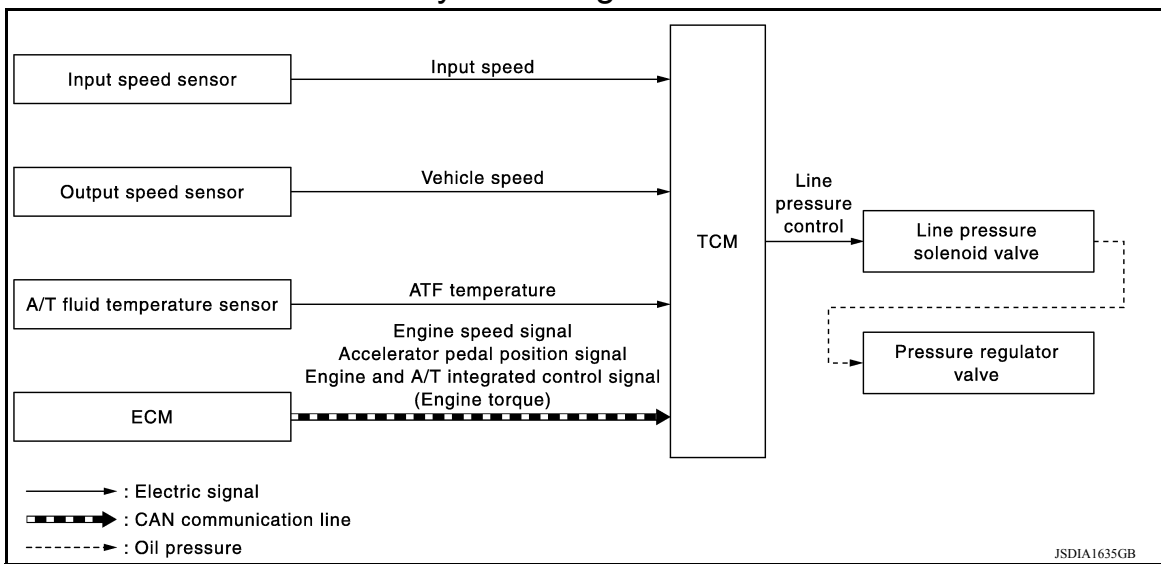 Input speed sensor
Input speed
Output speed sensor
Vehicle speed
A/T fluid temperature sensor
ATF temperature
ECM
Engine speed signal
Accelerator pedal position signal
Engine and A/T integrated control signal
(Engine torque)
TCM
Line
pressure
control
Line pressure
solenoid valve
Pressure regulator
valve
: Electric signal
: CAN communication line
: Oil pressure
JSDIA1635GB